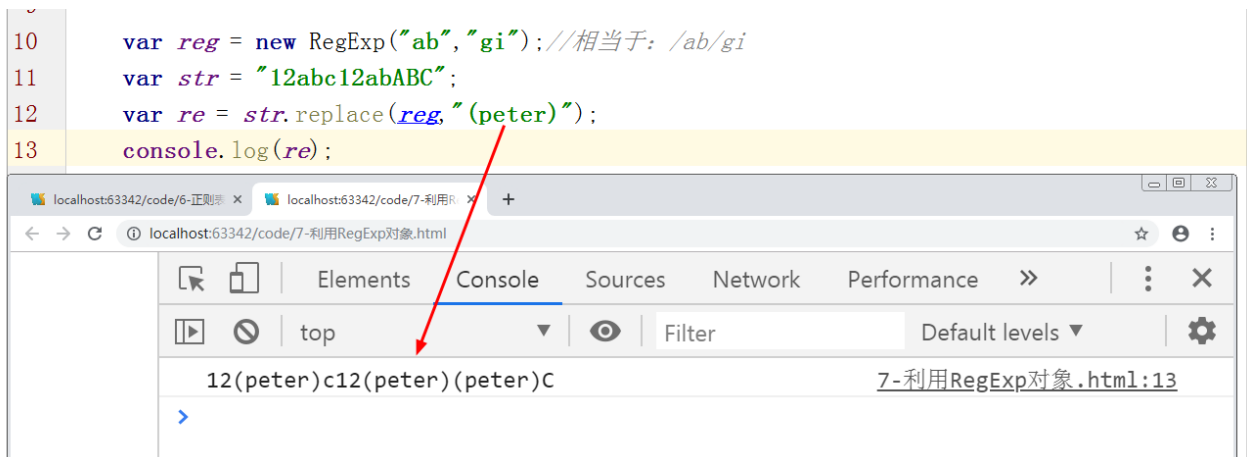 10 var reg = new RegExp("ab","gi");//相当于：/ab/gi
11 var str = "12abc12abABC";
12 var re = str.replace(reg,"(peter)");
13 console.log(re);
localhost:63342/code/6-正则 localhost:63342/code/7-利用R
localhost:63342/code/7-利用RegExp对象.html
Elements Console Sources Network Performance »
top Filter Default levels ▼
12(peter)c12(peter)(peter)C 7-利用RegExp对象.html:13
>